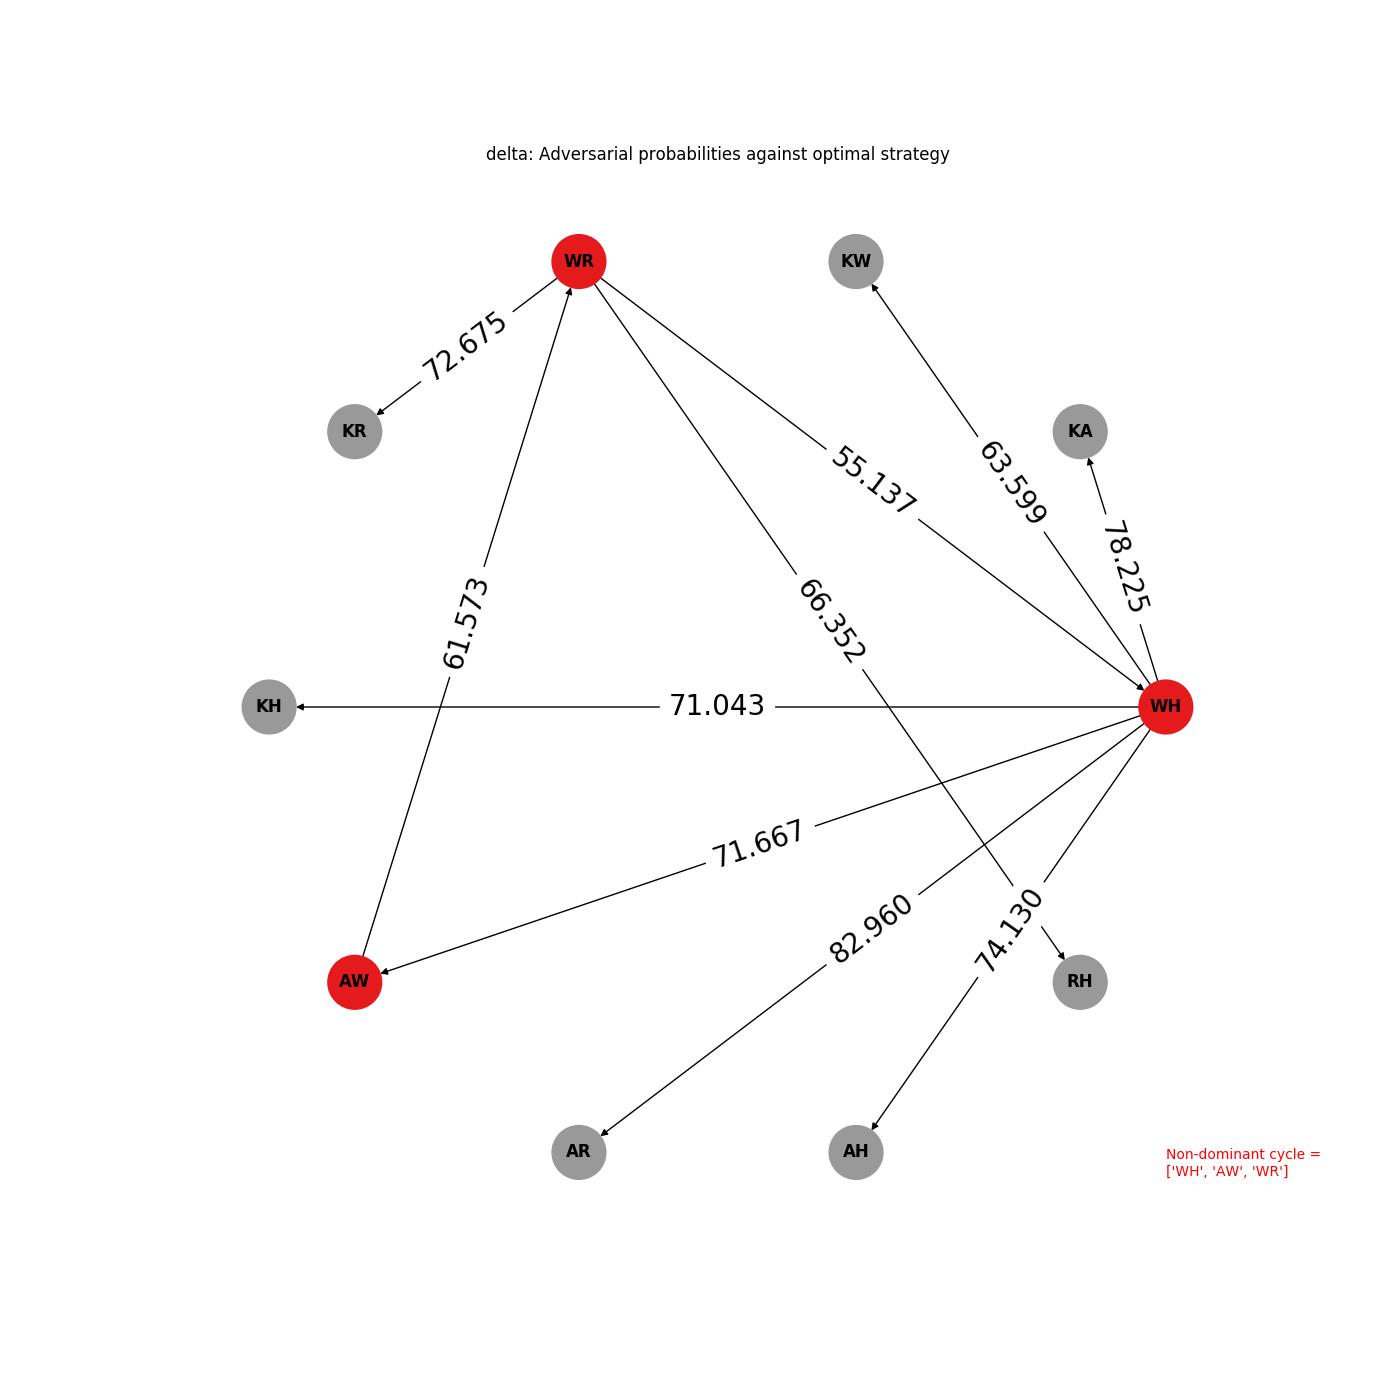 delta: Adversarial probabilities against optimal strategy
WR
KW
72.675
KR
KA
55.137
63.599
78.225
61.573
66.352
KH
71.043
WH
71.667
82.960
74.130
AW
RH
AR
AH
Non-dominant cycle =
['WH', 'AW', 'WR']